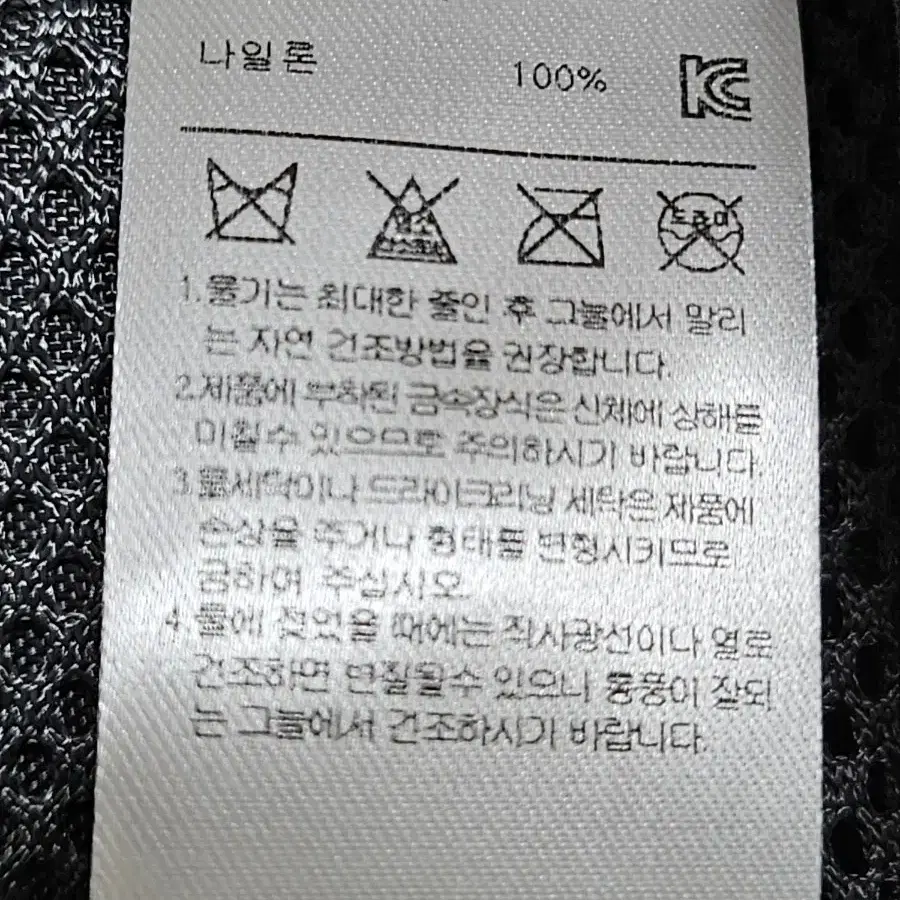 나일론 100% KC
염소
산소표백
드라이
1.물기는 최대한 줄인 후 그늘에서 말리
는 자연 건조방법을 권장합니다.
2.제품에 부착된 금속장식은 신체에 상해를
미칠수 있으므로 주의하시기 바랍니다.
3.물세탁이나 드라이크리닝 세탁은 제품에
손상을 주거나 형태를 변형시키므로
금하여 주십시오.
4.물에 젖었을 때에는 직사광선이나 열로
건조하면 변질될수 있으니 통풍이 잘되
는 그늘에서 건조하시기 바랍니다.